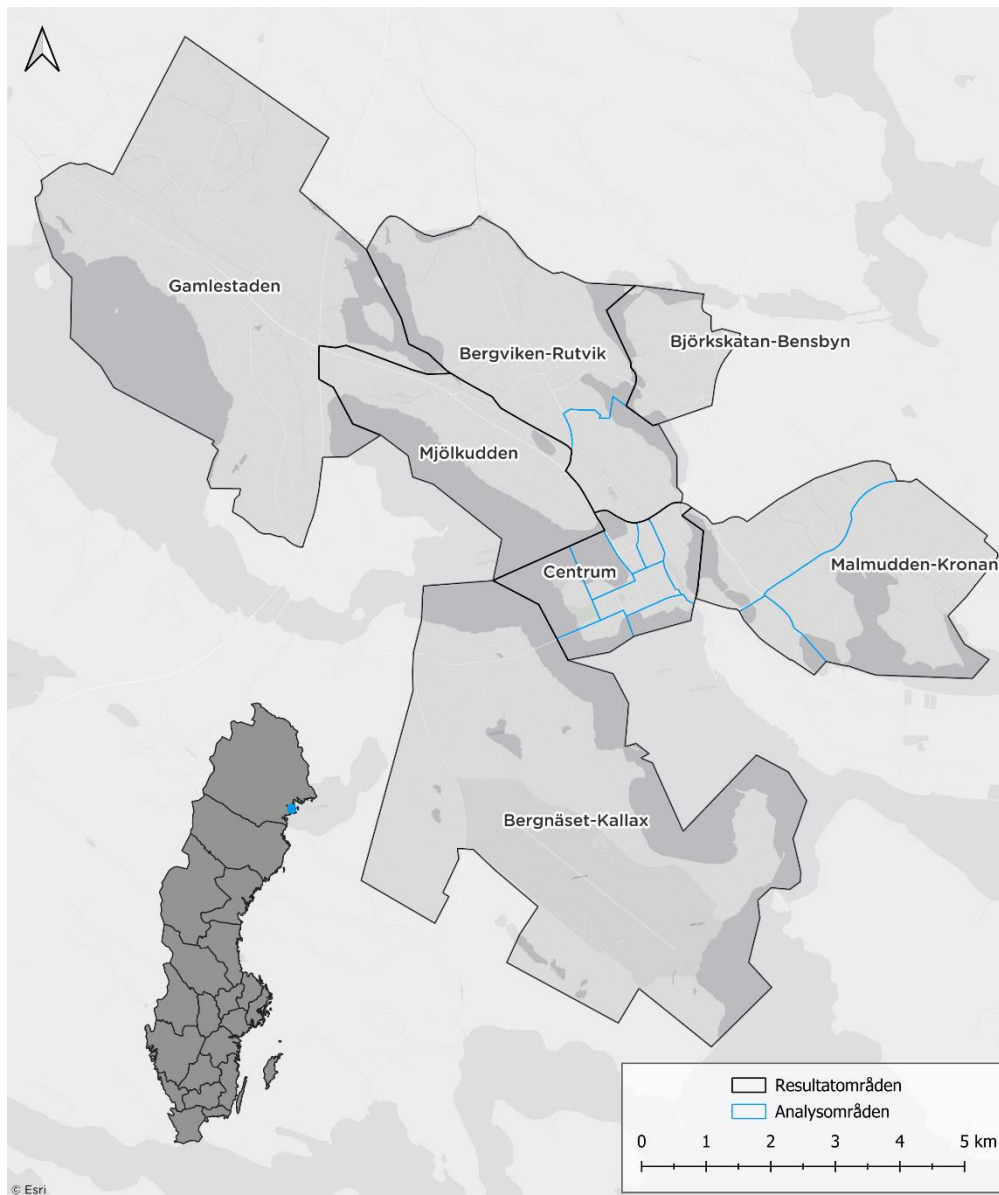 Gamlestaden
Bergviken-Rutvik
Björkskatan-Bensbyn
Mjölkudden
Centrum
Malmudden-Kronan
Bergnäset-Kallax
Resultatområden
Analysområden
0 1 2 3 4 5 km
© Esri